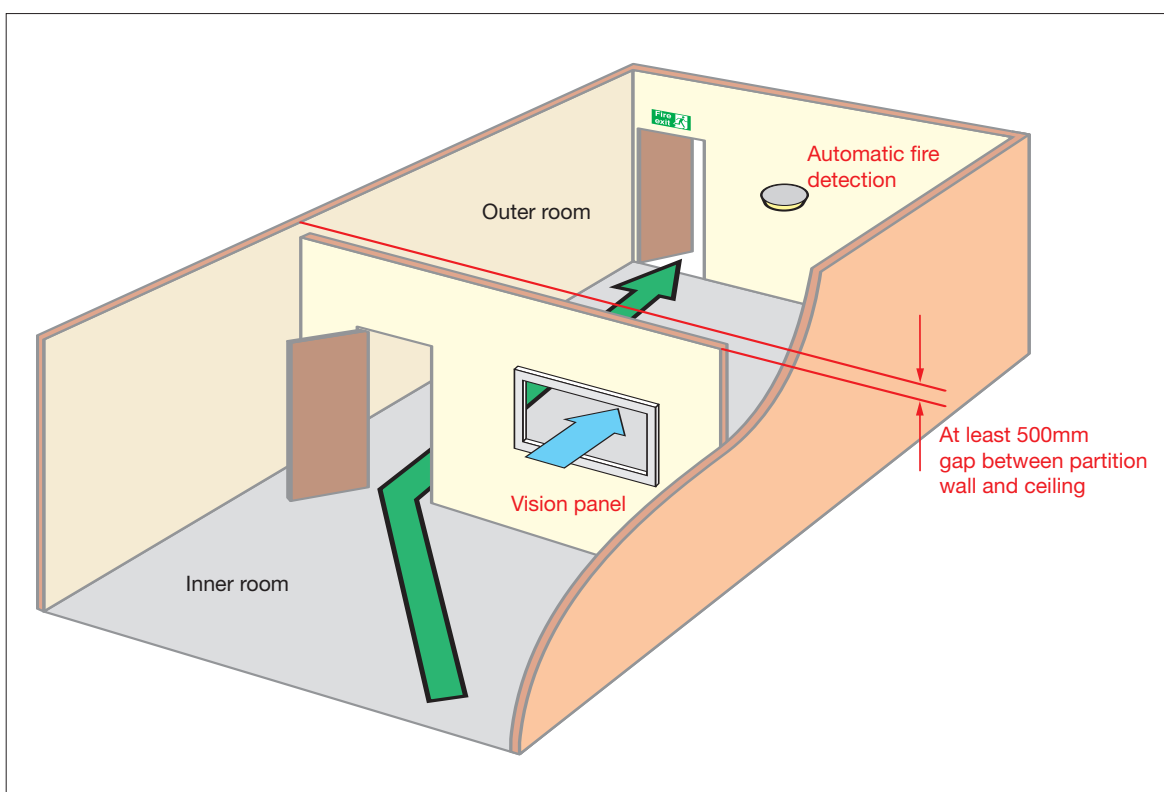 Fire
exit
Automatic fire
detection
Outer room
At least 500mm
gap between partition
wall and ceiling
Vision panel
Inner room